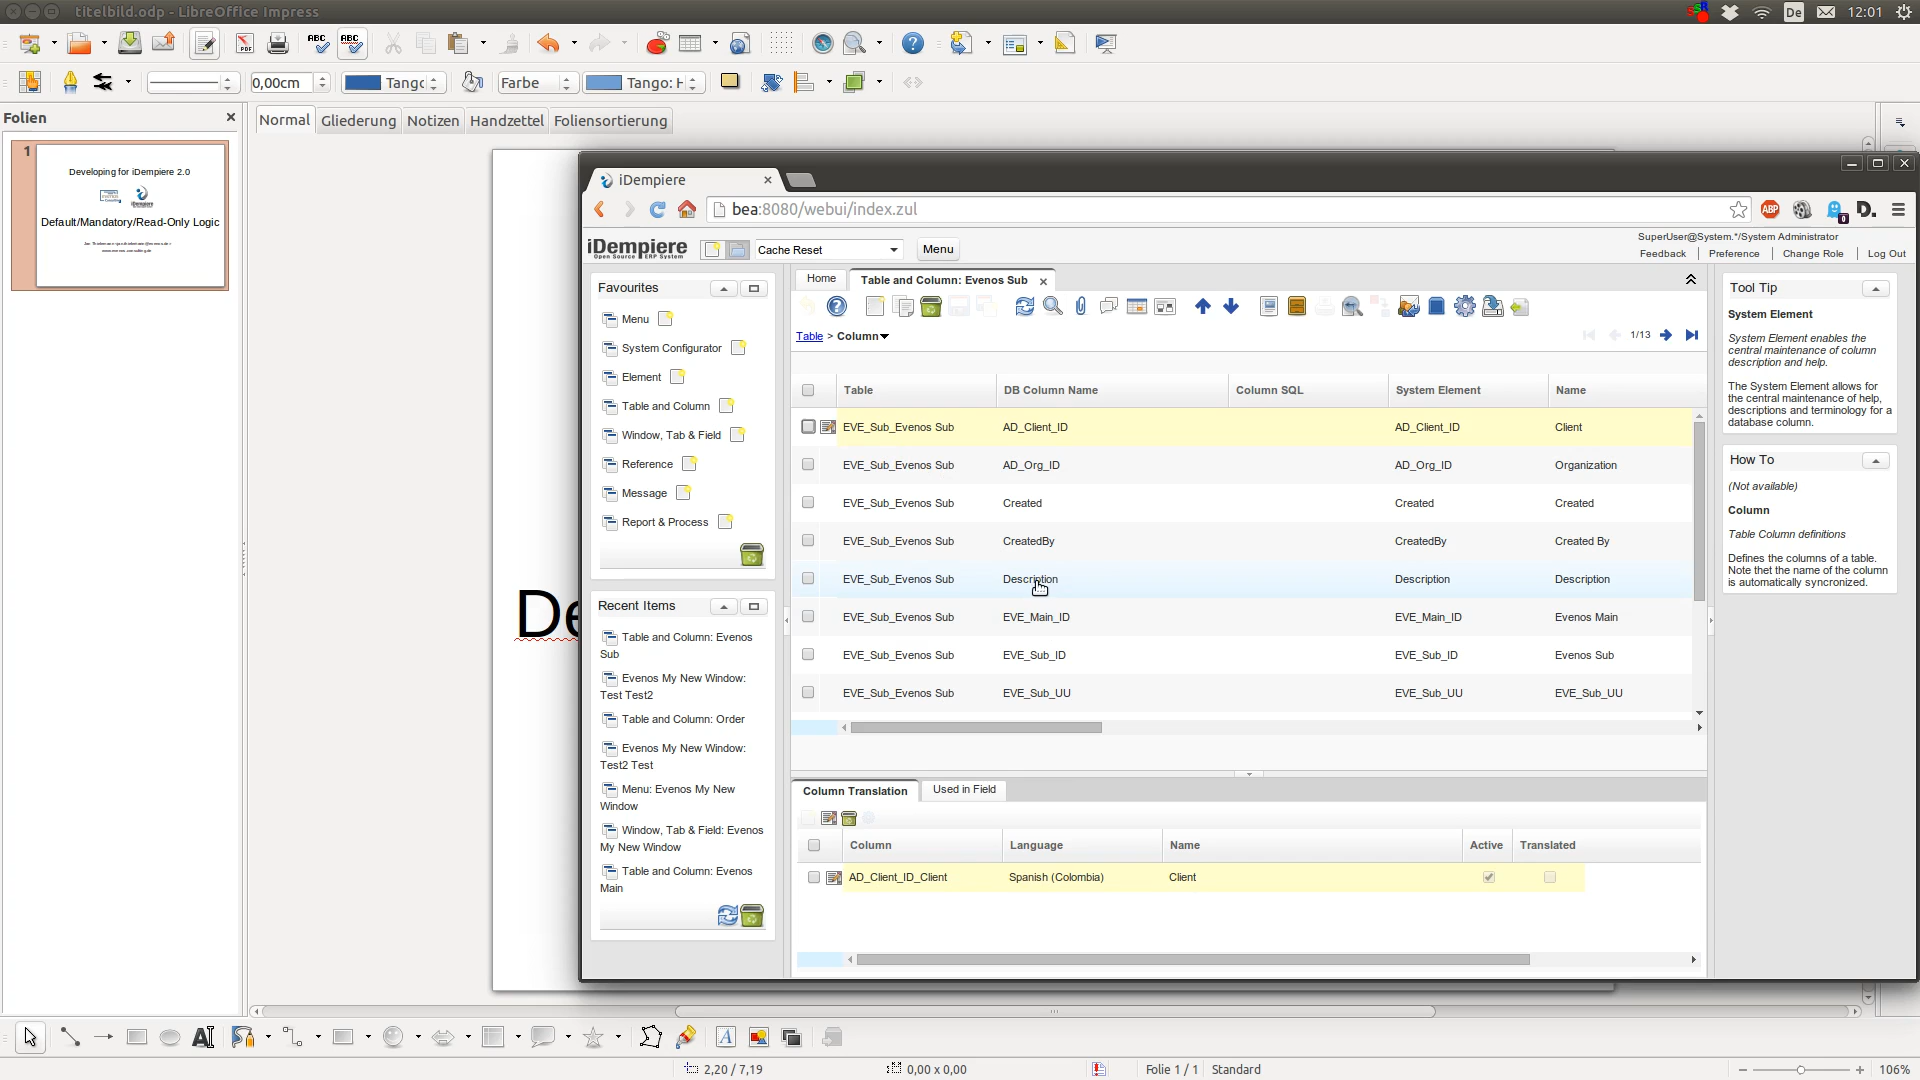 titelbild.odp - LibreOffice Impress
De
12:01
0,00cm
Tango
Farbe
Tango: H
Folien
Normal
Gliederung
Notizen
Handzettel
Foliensortierung
1
Developing for iDempiere 2.0
Default/Mandatory/Read-Only Logic
De
iDempiere
bea:8080/webui/index.zul
ABP
0
D.
iDempiere
Open Source ERP System
Cache Reset
Menu
SuperUser@System.*/System Administrator
Feedback
Preference
Change Role
Log Out
Favourites
Menu
System Configurator
Element
Table and Column
Window, Tab & Field
Reference
Message
Report & Process
Recent Items
Table and Column: Evenos
Sub
Evenos My New Window:
Test Test2
Table and Column: Order
Evenos My New Window:
Test2 Test
Menu: Evenos My New
Window
Window, Tab & Field: Evenos
My New Window
Table and Column: Evenos
Main
Home
Table and Column: Evenos Sub
Table > Column
1/13
Table DB Column Name Column SQL System Element Name
EVE_Sub_Evenos Sub AD_Client_ID AD_Client_ID Client
EVE_Sub_Evenos Sub AD_Org_ID AD_Org_ID Organization
EVE_Sub_Evenos Sub Created Created Created
EVE_Sub_Evenos Sub CreatedBy CreatedBy Created By
EVE_Sub_Evenos Sub Description Description Description
EVE_Sub_Evenos Sub EVE_Main_ID EVE_Main_ID Evenos Main
EVE_Sub_Evenos Sub EVE_Sub_ID EVE_Sub_ID Evenos Sub
EVE_Sub_Evenos Sub EVE_Sub_UU EVE_Sub_UU EVE_Sub_UU
Column Translation
Used in Field
Column Language Name Active Translated
AD_Client_ID_Client Spanish (Colombia) Client
Tool Tip
System Element
System Element enables the
central maintenance of column
description and help.
The System Element allows for
the central maintenance of help,
descriptions and terminology for a
database column.
How To
(Not available)
Column
Table Column definitions
Defines the columns of a table.
Note thet the name of the column
is automatically syncronized.
2,20 / 7,19
0,00 x 0,00
Folie 1 / 1
Standard
106%